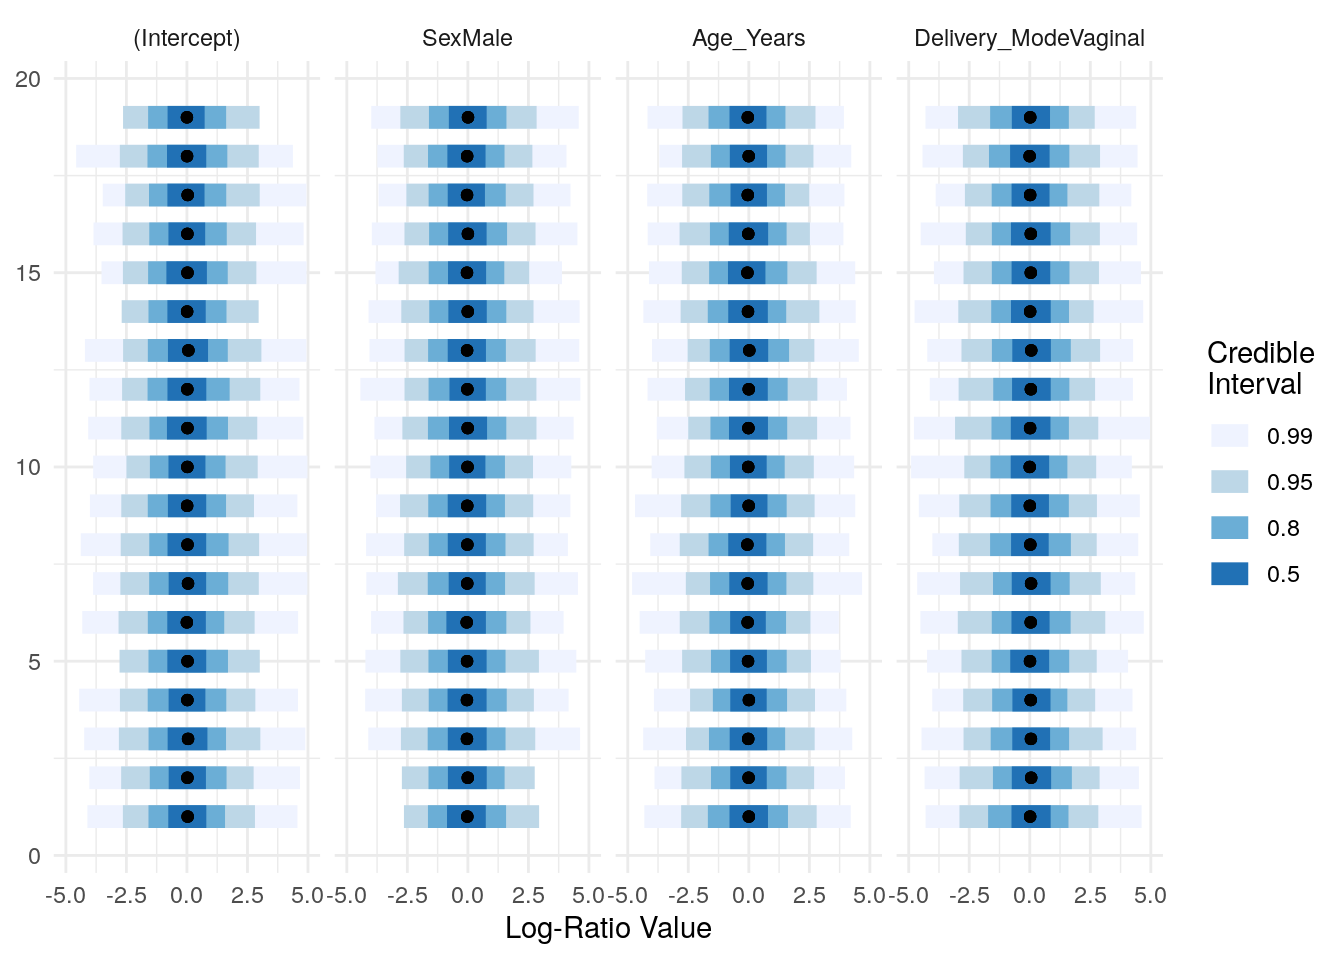 (Intercept) SexMale Age_Years Delivery_ModeVaginal
20
15
10
5
0
-5.0 -2.5 0.0 2.5 5.0 -5.0 -2.5 0.0 2.5 5.0 -5.0 -2.5 0.0 2.5 5.0 -5.0 -2.5 0.0 2.5 5.0
Log-Ratio Value
Credible
Interval
0.99
0.95
0.8
0.5